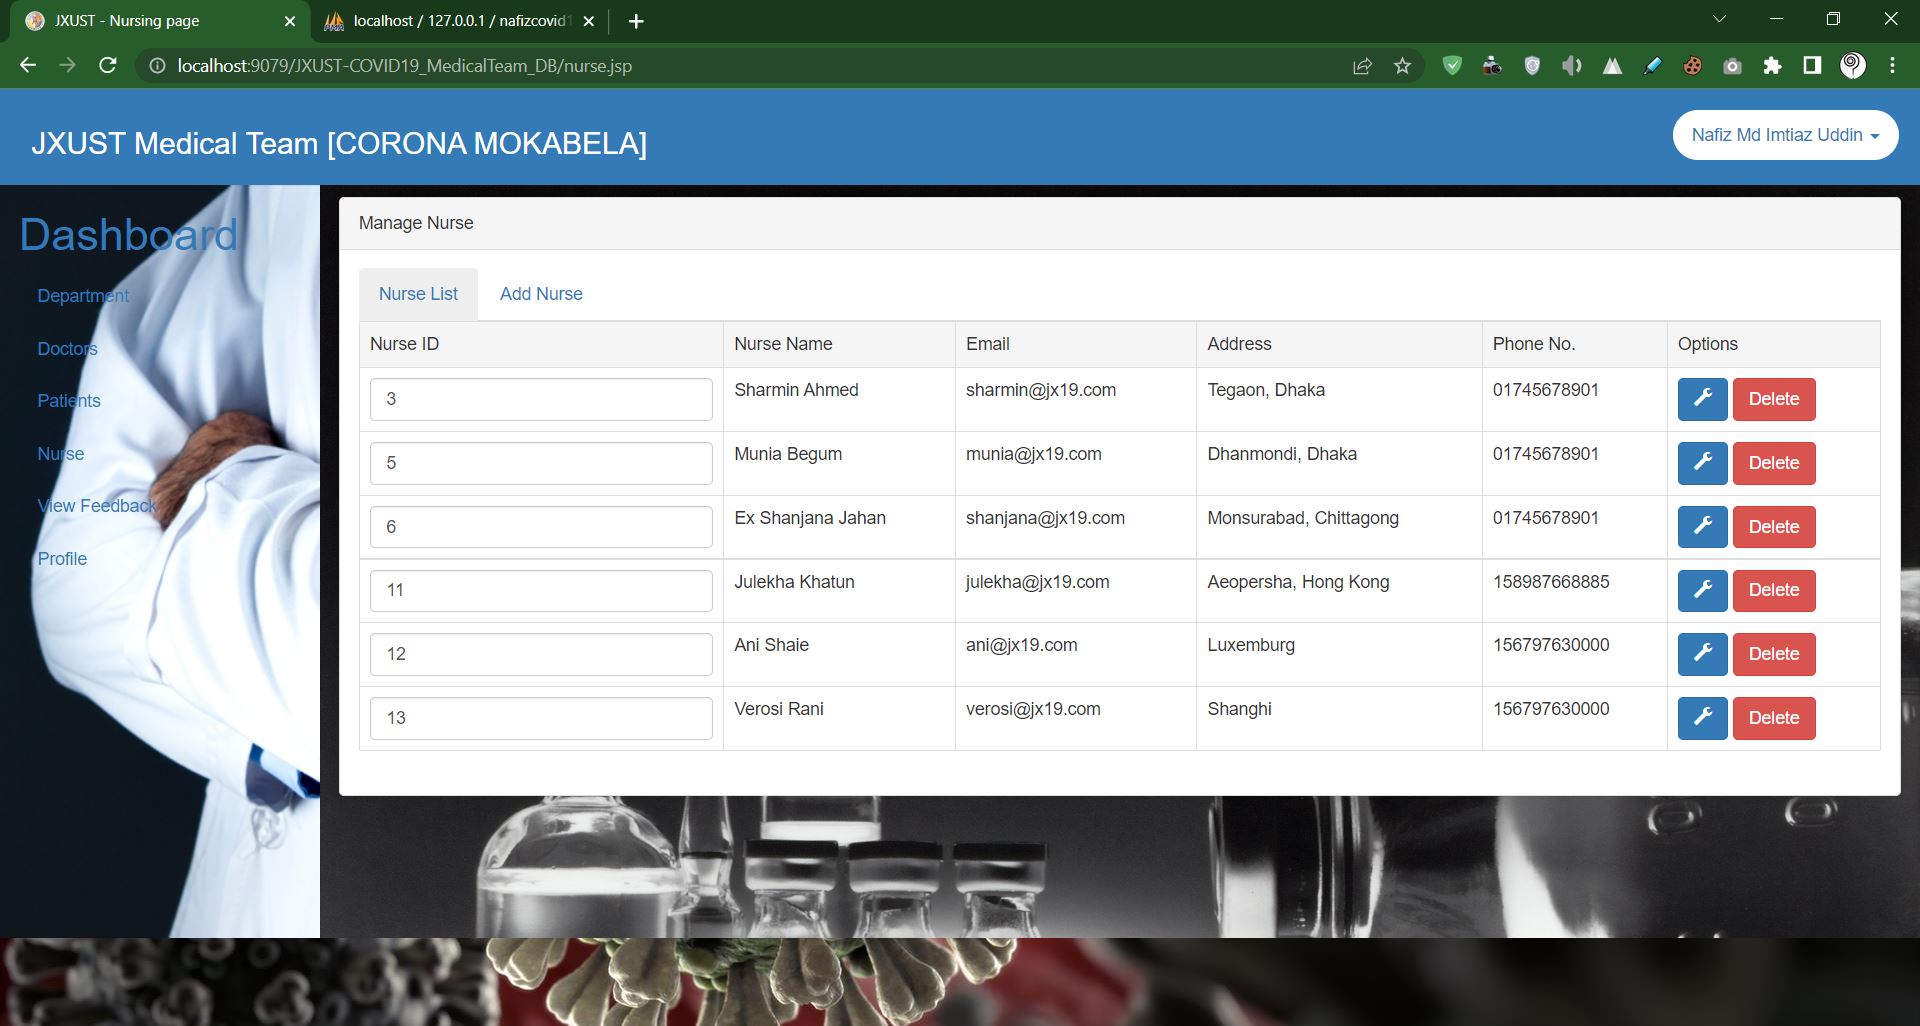 JXUST - Nursing page
localhost / 127.0.0.1 / nafizcovid1
localhost:9079/JXUST-COVID19_MedicalTeam_DB/nurse.jsp
JXUST Medical Team [CORONA MOKABELA]
Nafiz Md Imtiaz Uddin
Dashboard
Department
Doctors
Patients
Nurse
View Feedback
Profile
Manage Nurse
Nurse List Add Nurse
Nurse ID Nurse Name Email Address Phone No. Options
3 Sharmin Ahmed sharmin@jx19.com Tegaon, Dhaka 01745678901 Delete
5 Munia Begum munia@jx19.com Dhanmondi, Dhaka 01745678901 Delete
6 Ex Shanjana Jahan shanjana@jx19.com Monsurabad, Chittagong 01745678901 Delete
11 Julekha Khatun julekha@jx19.com Aeopersha, Hong Kong 158987668885 Delete
12 Ani Shaie ani@jx19.com Luxemburg 156797630000 Delete
13 Verosi Rani verosi@jx19.com Shanghi 156797630000 Delete